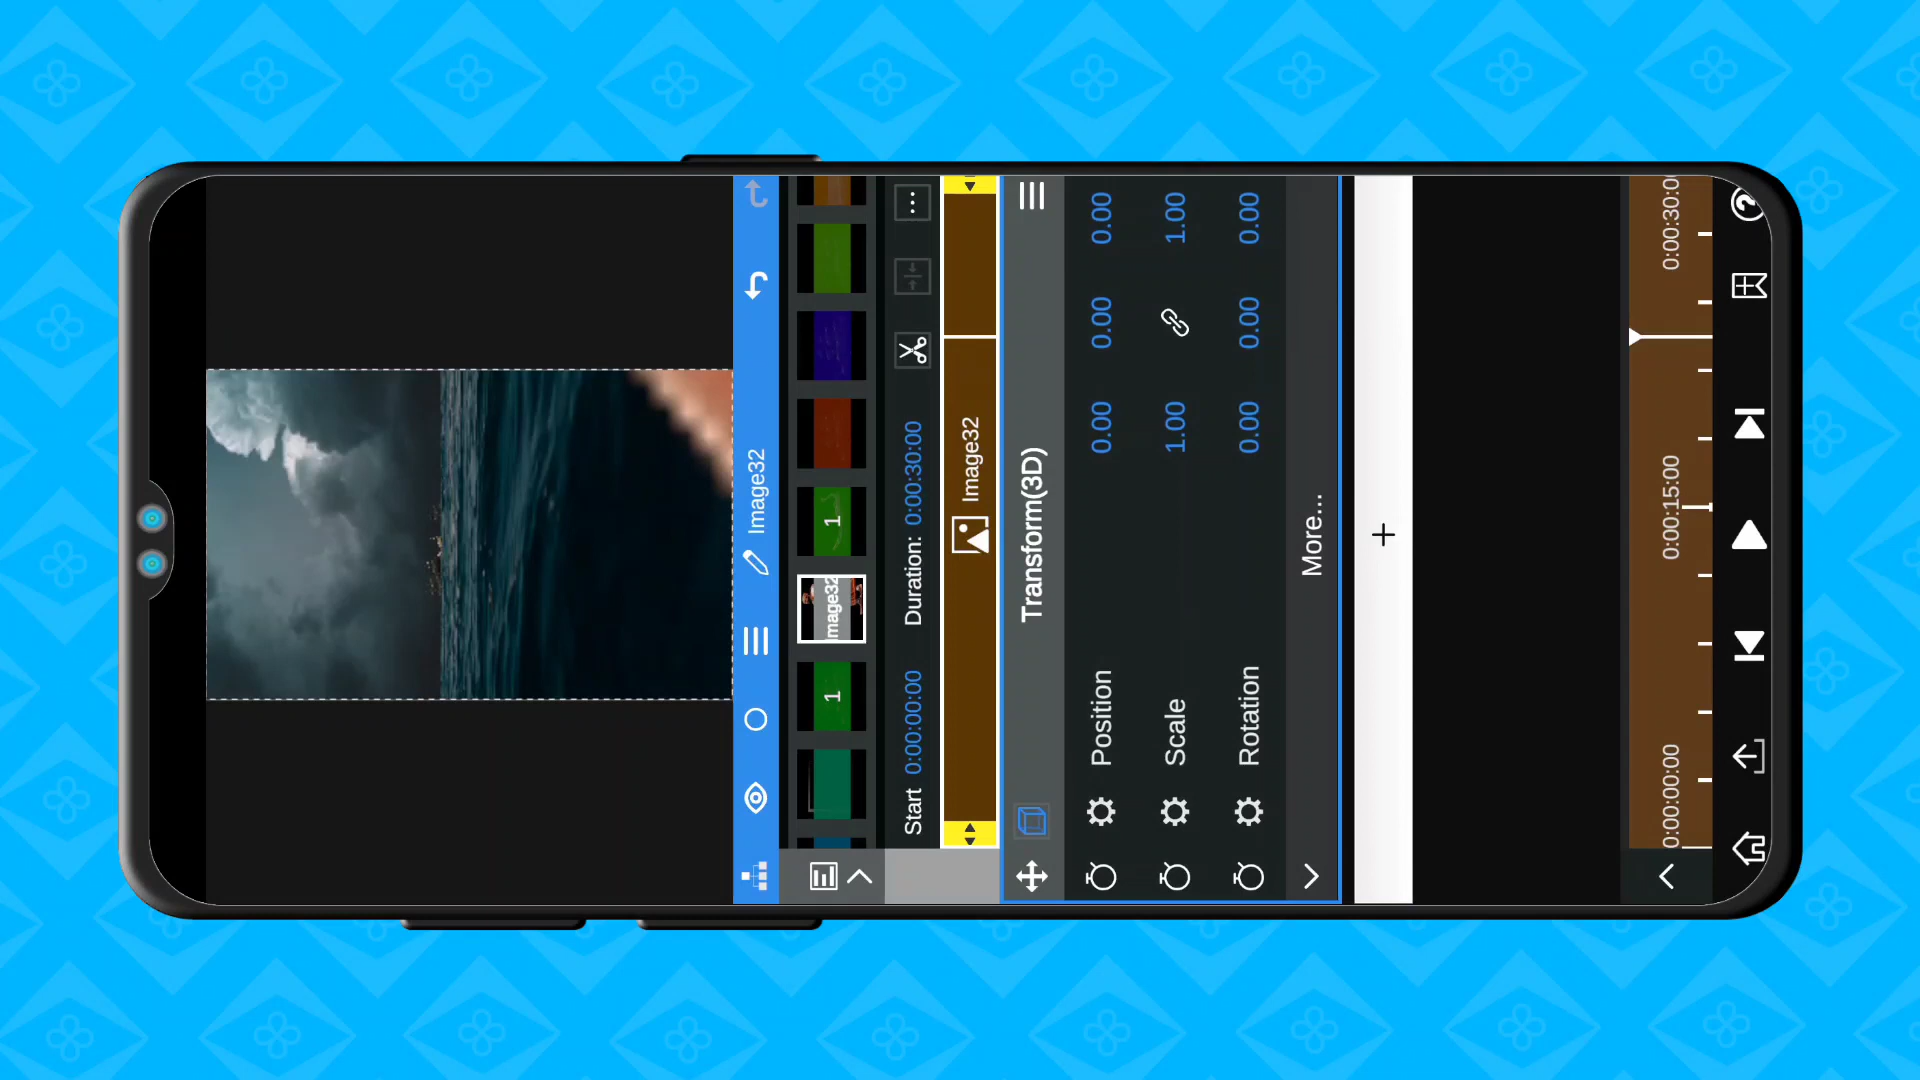 Image32
1
Image32
1
Start 0:00:00:00 Duration: 0:00:30:00
Image32
Transform(3D)
Position 0.00 0.00 0.00
Scale 1.00 1.00
Rotation 0.00 0.00 0.00
More...
+
0:00:00:00 0:00:15:00 0:00:30:00